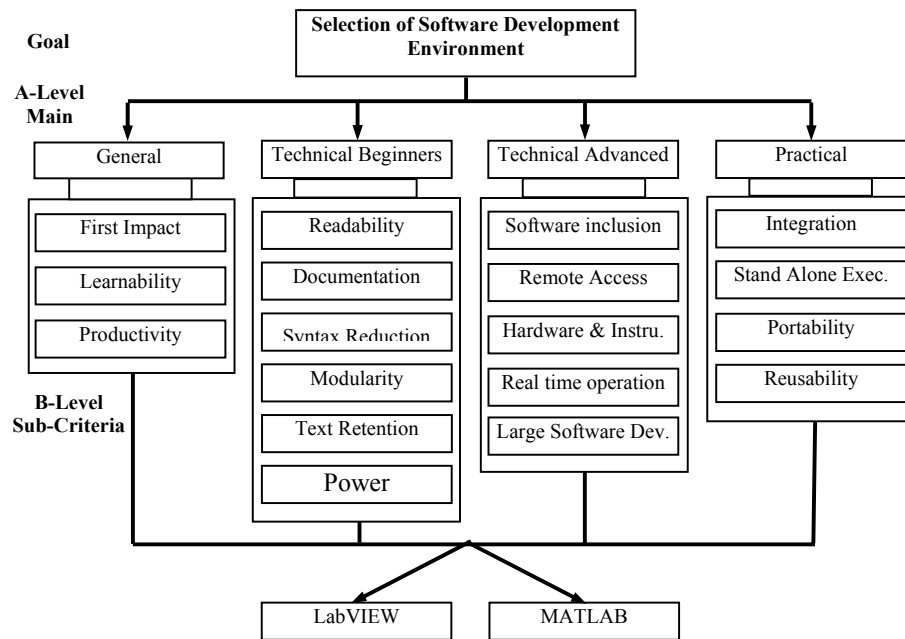 Goal
Selection of Software Development
Environment
A-Level
Main
General
Technical Beginners
Technical Advanced
Practical
First Impact
Learnability
Productivity
Readability
Documentation
Syntax Reduction
Modularity
Text Retention
Power
Software inclusion
Remote Access
Hardware & Instru.
Real time operation
Large Software Dev.
Integration
Stand Alone Exec.
Portability
Reusability
B-Level
Sub-Criteria
LabVIEW
MATLAB